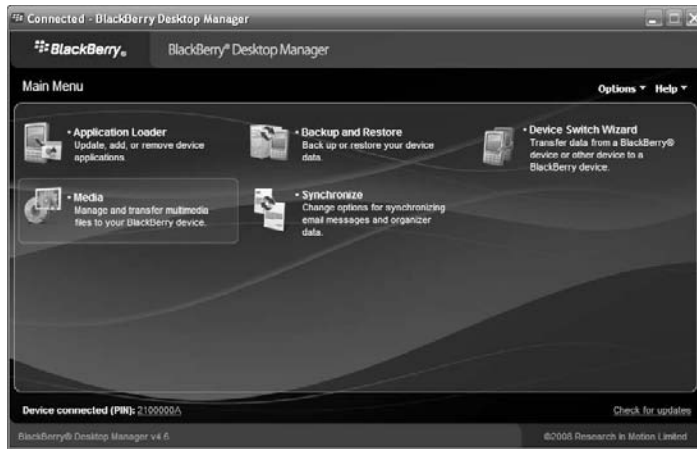 Connected - BlackBerry Desktop Manager
BlackBerry®
BlackBerry® Desktop Manager
Main Menu
Options Help
Application Loader
Update, add, or remove device
applications.
Backup and Restore
Back up or restore your device
data.
Device Switch Wizard
Transfer data from a BlackBerry®
device or other device to a
BlackBerry device.
Media
Manage and transfer multimedia
files to your BlackBerry device.
Synchronize
Change options for synchronizing
email messages and organizer
data.
Device connected (PIN): 2100000A
Check for updates
BlackBerry® Desktop Manager v4.6
©2008 Research In Motion Limited